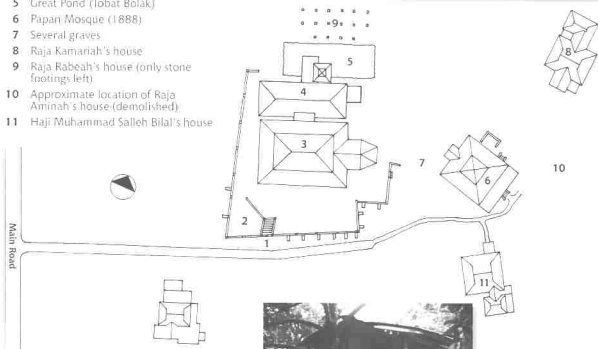 5 Great Pond (Tobat Bolak)
6 Papan Mosque (1888)
7 Several graves
8 Raja Kamariah's house
9 Raja Rabeah's house (only stone
footings left)
10 Approximate location of Raja
Aminah's house (demolished)
11 Haji Muhammad Salleh Bilal's house
9
8
5
4
3
7
10
6
2
1
11
Main Road